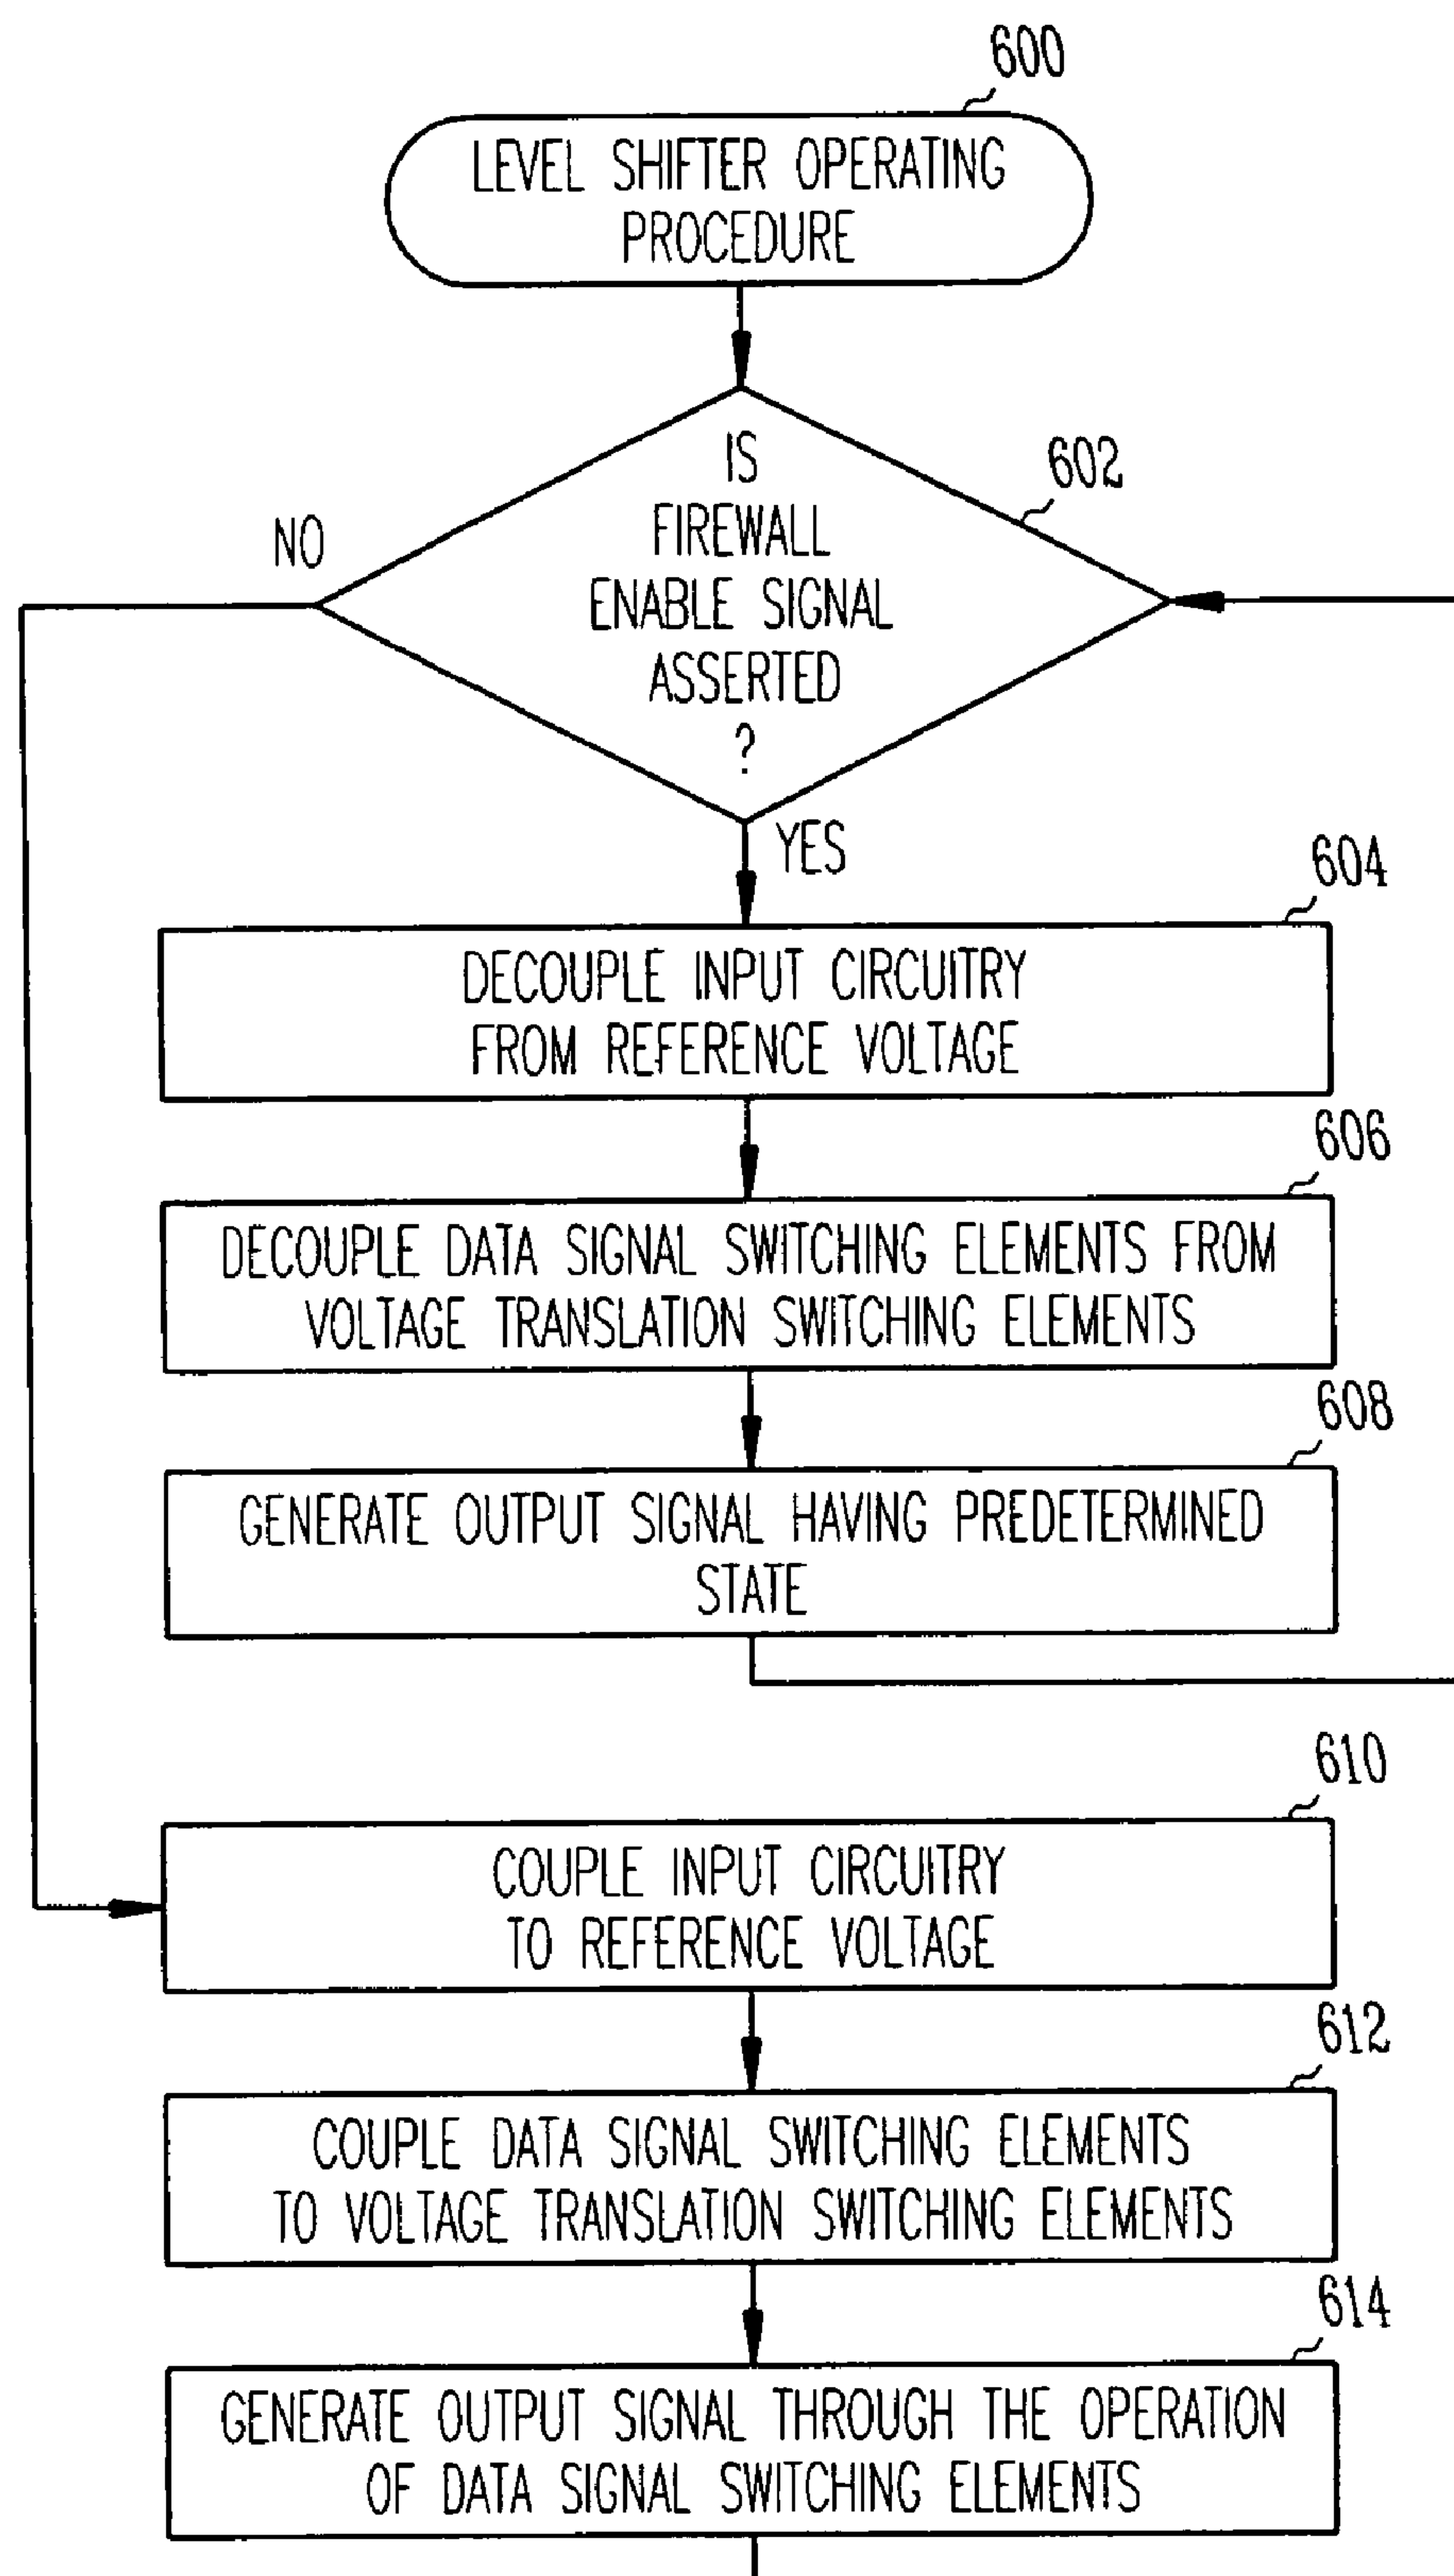 600
LEVEL SHIFTER OPERATING
PROCEDURE
602
IS
FIREWALL
ENABLE SIGNAL
ASSERTED
?
NO
YES
604
DECOUPLE INPUT CIRCUITRY
FROM REFERENCE VOLTAGE
606
DECOUPLE DATA SIGNAL SWITCHING ELEMENTS FROM
VOLTAGE TRANSLATION SWITCHING ELEMENTS
608
GENERATE OUTPUT SIGNAL HAVING PREDETERMINED
STATE
610
COUPLE INPUT CIRCUITRY
TO REFERENCE VOLTAGE
612
COUPLE DATA SIGNAL SWITCHING ELEMENTS
TO VOLTAGE TRANSLATION SWITCHING ELEMENTS
614
GENERATE OUTPUT SIGNAL THROUGH THE OPERATION
OF DATA SIGNAL SWITCHING ELEMENTS